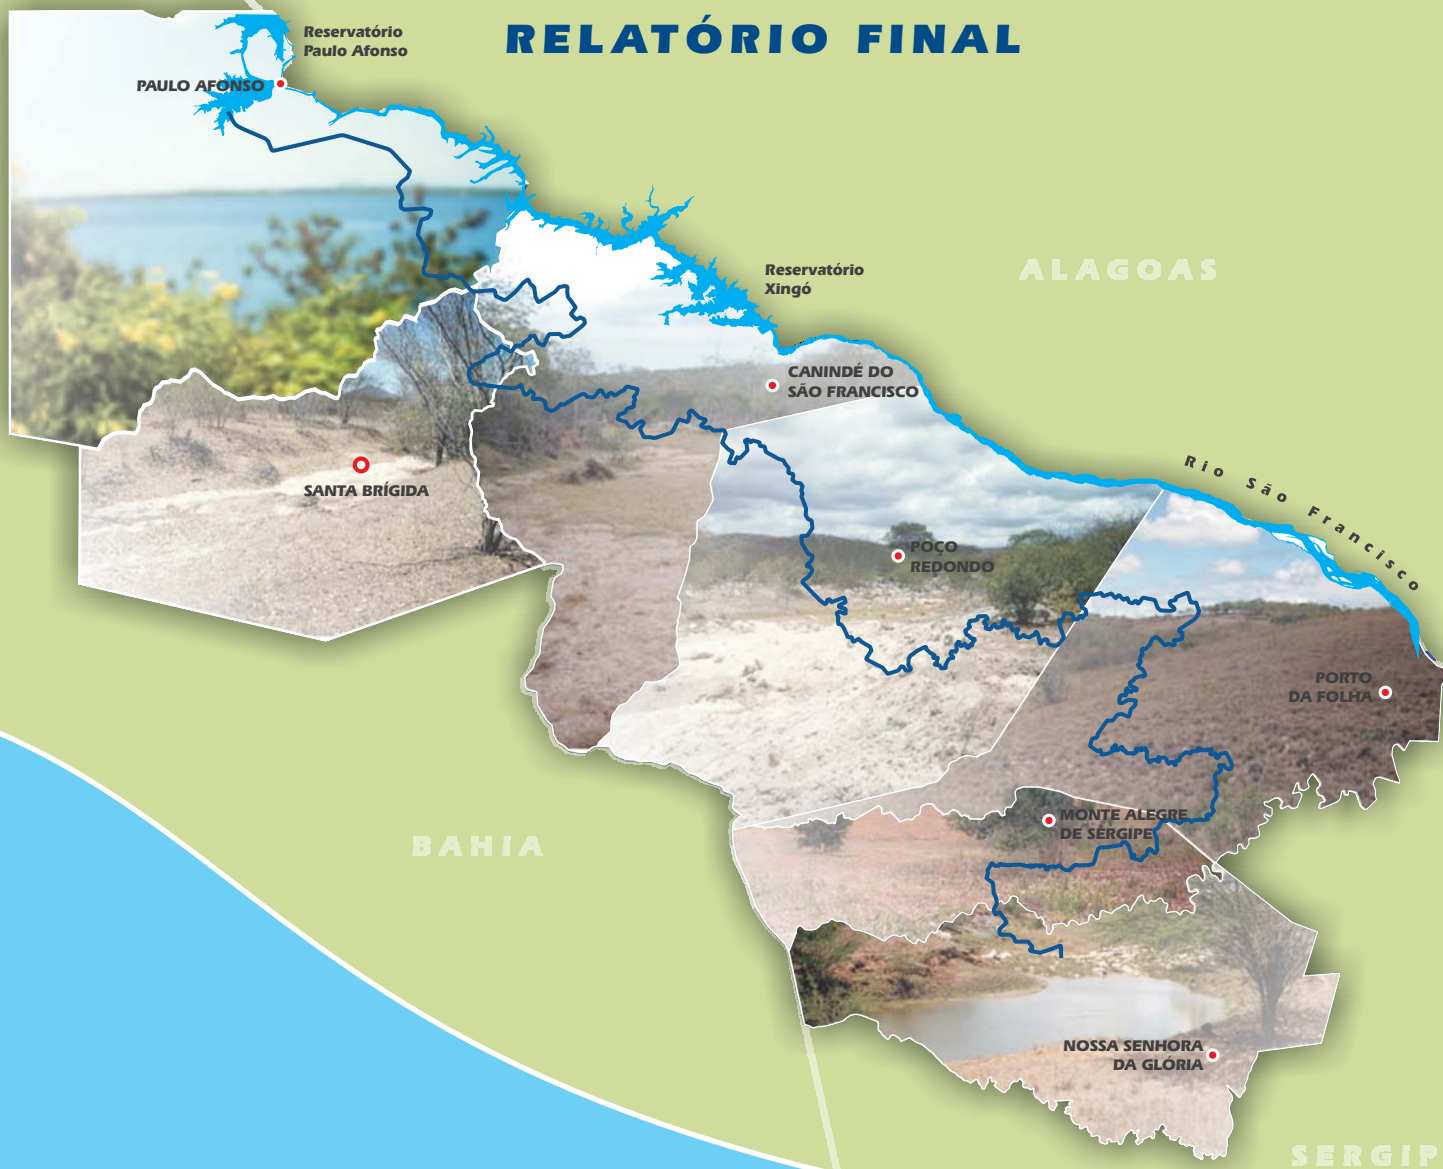 RELATÓRIO FINAL
Reservatório
Paulo Afonso
PAULO AFONSO
ALAGOAS
Reservatório
Xingó
CANINDÉ DO
SÃO FRANCISCO
Rio São Francisco
SANTA BRÍGIDA
POÇO
REDONDO
PORTO
DA FOLHA
MONTE ALEGRE
DE SERGIPE
BAHIA
NOSSA SENHORA
DA GLÓRIA
SERGIP